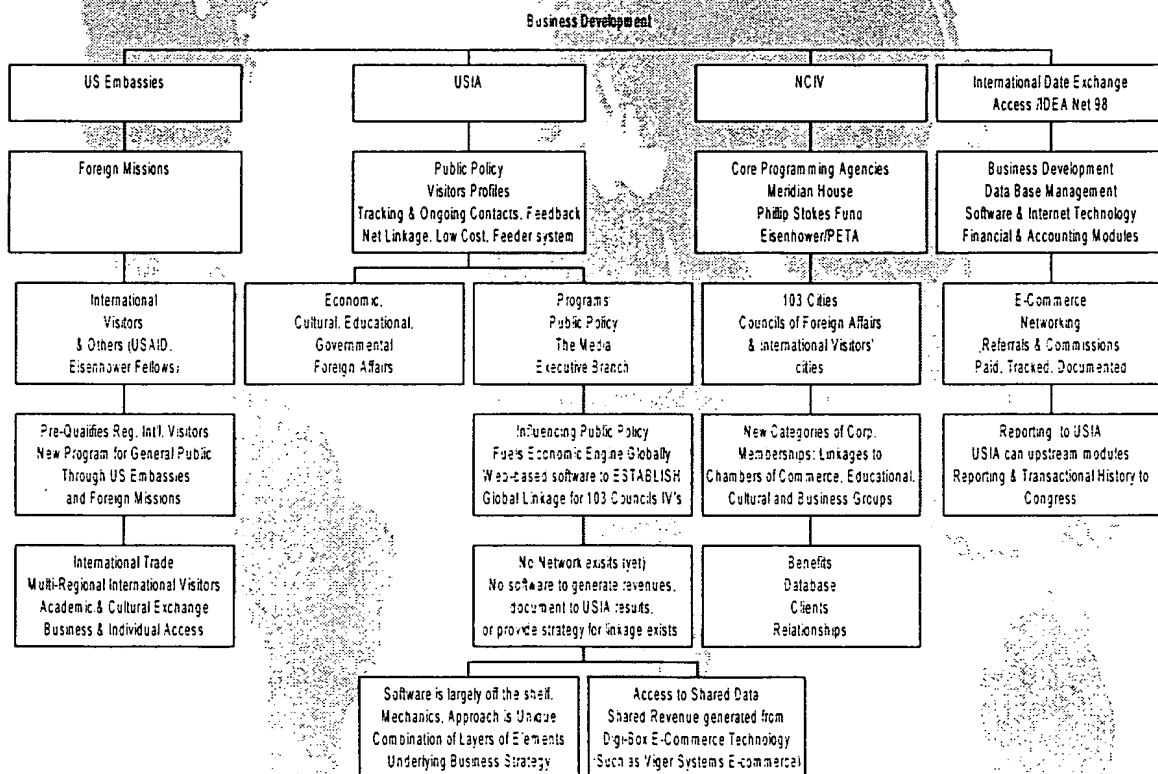 Business Development
US Embassies
USIA
NCIV
International Date Exchange
Access /IDEA Net 98
Foreign Missions
Public Policy
Visitors Profiles
Tracking & Ongoing Contacts, Feedback
Net Linkage, Low Cost, Feeder system
Core Programming Agencies
Meridian House
Phillip Stokes Fund
Eisenhower/PETA
Business Development
Data Base Management
Software & Internet Technology
Financial & Accounting Modules
International
Visitors
& Others (USAID,
Eisenhower Fellows)
Economic,
Cultural, Educational,
Governmental
Foreign Affairs
Programs
Public Policy
The Media
Executive Branch
103 Cities
Councils of Foreign Affairs
& International Visitors'
cities
E-Commerce
Networking
Referrals & Commissions
Paid, Tracked, Documented
Pre-Qualifies Reg. Int'l. Visitors
New Program for General Public
Through US Embassies
and Foreign Missions
Influencing Public Policy
Fuels Economic Engine Globally
Web-based software to ESTABLISH
Global Linkage for 103 Councils IV's
New Categories of Corp.
Memberships: Linkages to
Chambers of Commerce, Educational,
Cultural and Business Groups
Reporting to USIA
USIA can upstream modules
Reporting & Transactional History to
Congress
International Trade
Multi-Regional International Visitors
Academic & Cultural Exchange
Business & Individual Access
No Network exsits (yet)
No software to generate revenues,
document to USIA results,
or provide strategy for linkage exists
Benefits
Database
Clients
Relationships
Software is largely off the shelf.
Mechanics, Approach is Unique
Combination of Layers of Elements
Underlying Business Strategy
Access to Shared Data
Shared Revenue generated from
Digi-Box E-Commerce Technology
(Such as Viger Systems E-commerce)